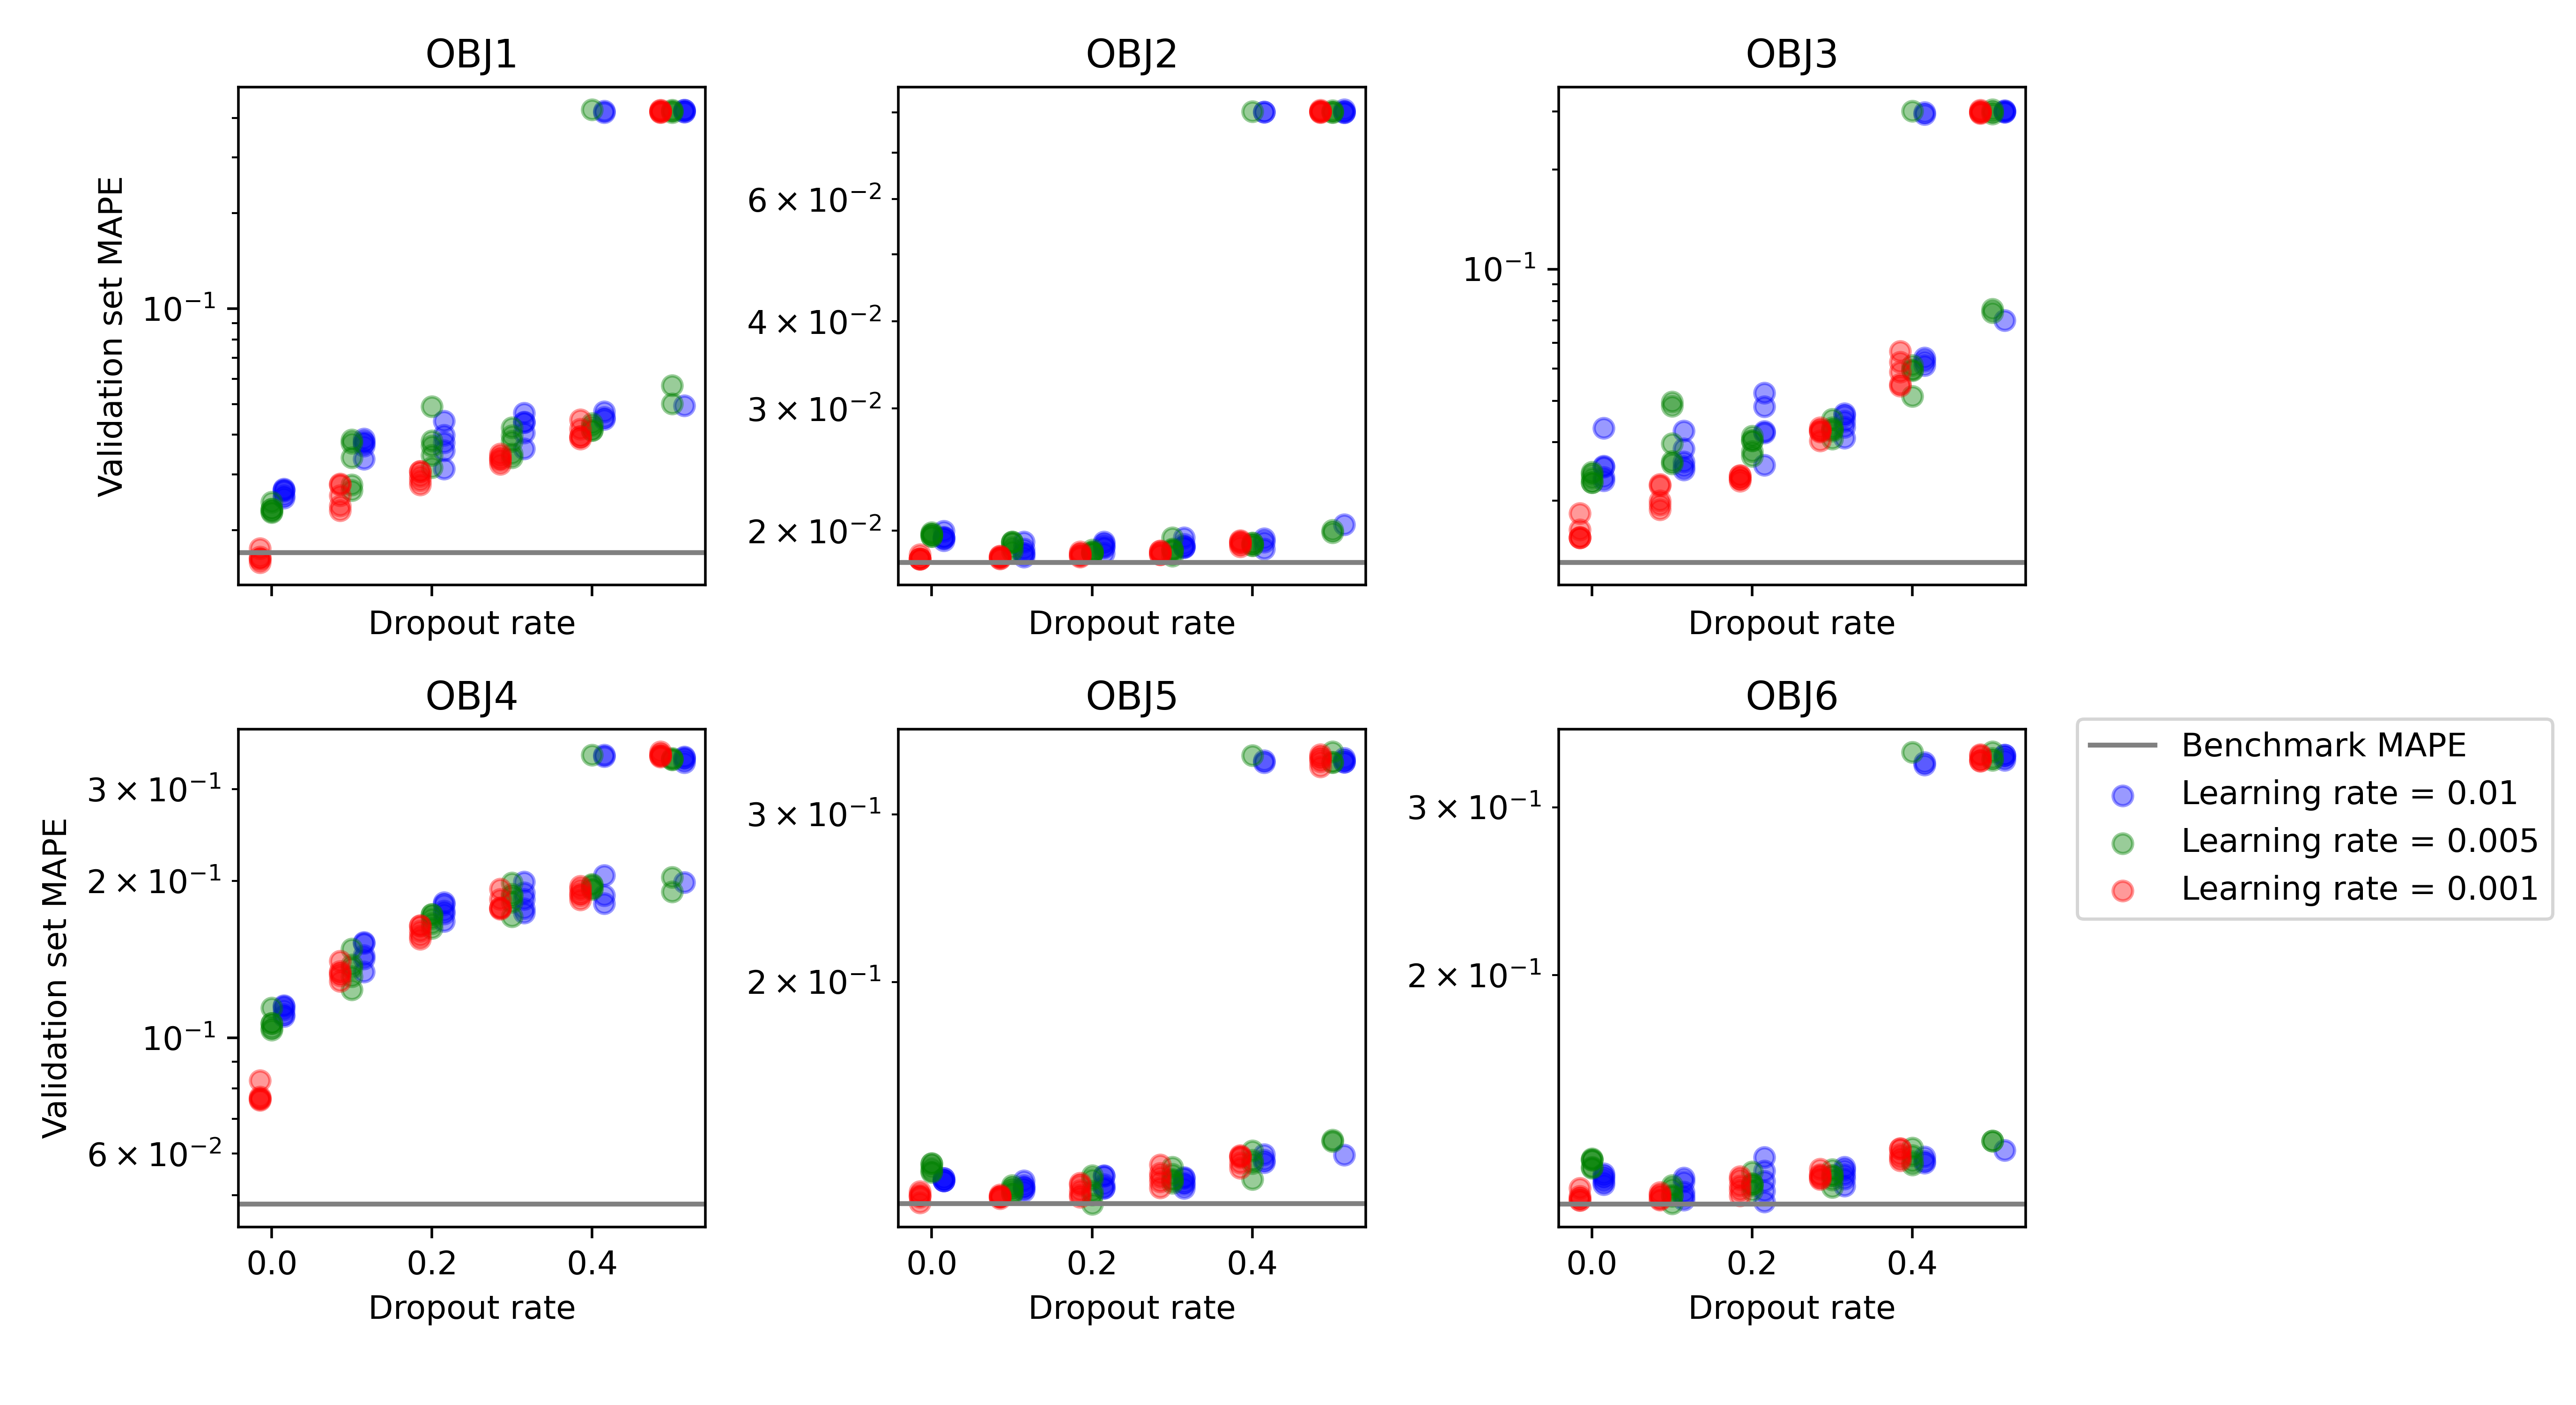 OBJ1
OBJ2
OBJ3
Validation set MAPE
10⁻¹
6 × 10⁻²
4 × 10⁻²
3 × 10⁻²
2 × 10⁻²
10⁻¹
Dropout rate
Dropout rate
Dropout rate
OBJ4
OBJ5
OBJ6
Validation set MAPE
3 × 10⁻¹
2 × 10⁻¹
10⁻¹
6 × 10⁻²
3 × 10⁻¹
2 × 10⁻¹
3 × 10⁻¹
2 × 10⁻¹
Benchmark MAPE
Learning rate = 0.01
Learning rate = 0.005
Learning rate = 0.001
0.0 0.2 0.4
0.0 0.2 0.4
0.0 0.2 0.4
Dropout rate
Dropout rate
Dropout rate